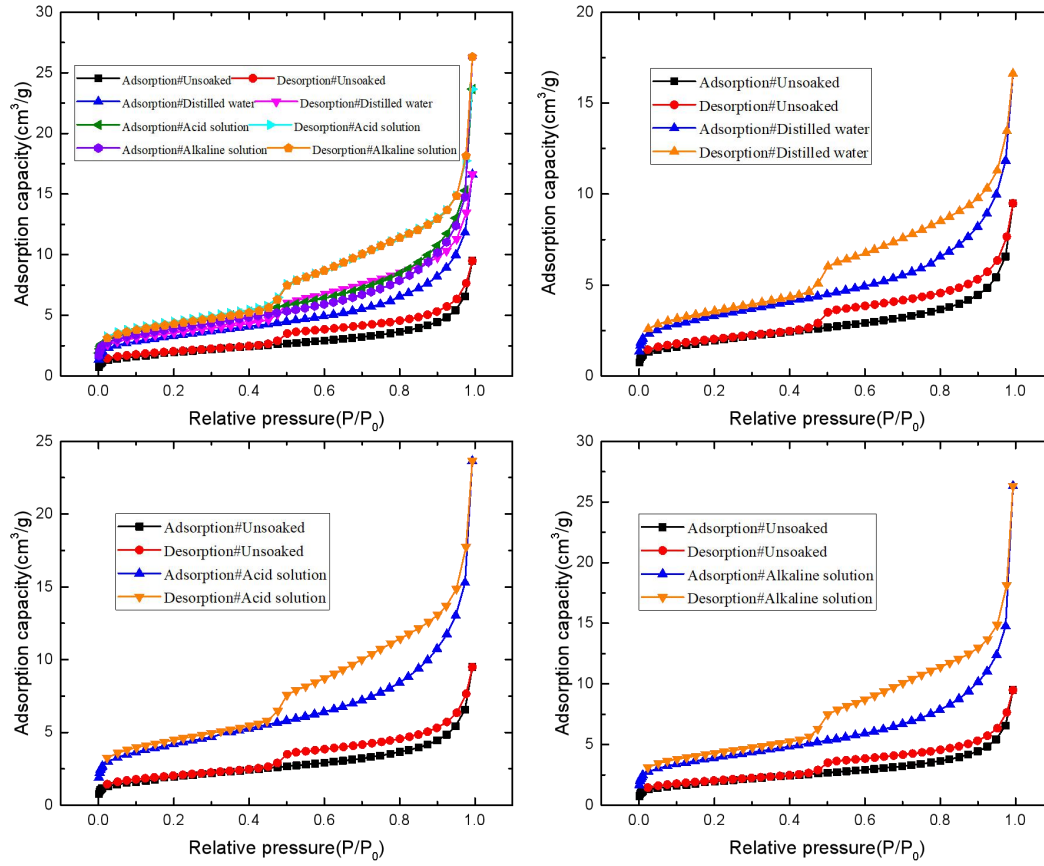 30
25
20
15
10
5
0
Adsorption capacity(cm³/g)
Adsorption#Unsoaked Desorption#Unsoaked
Adsorption#Distilled water Desorption#Distilled water
Adsorption#Acid solution Desorption#Acid solution
Adsorption#Alkaline solution Desorption#Alkaline solution
0.0 0.2 0.4 0.6 0.8 1.0
Relative pressure(P/P₀)
20
15
10
5
0
Adsorption capacity(cm³/g)
Adsorption#Unsoaked
Desorption#Unsoaked
Adsorption#Distilled water
Desorption#Distilled water
0.0 0.2 0.4 0.6 0.8 1.0
Relative pressure(P/P₀)
25
20
15
10
5
0
Adsorption capacity(cm³/g)
Adsorption#Unsoaked
Desorption#Unsoaked
Adsorption#Acid solution
Desorption#Acid solution
0.0 0.2 0.4 0.6 0.8 1.0
Relative pressure(P/P₀)
30
25
20
15
10
5
0
Adsorption capacity(cm³/g)
Adsorption#Unsoaked
Desorption#Unsoaked
Adsorption#Alkaline solution
Desorption#Alkaline solution
0.0 0.2 0.4 0.6 0.8 1.0
Relative pressure(P/P₀)